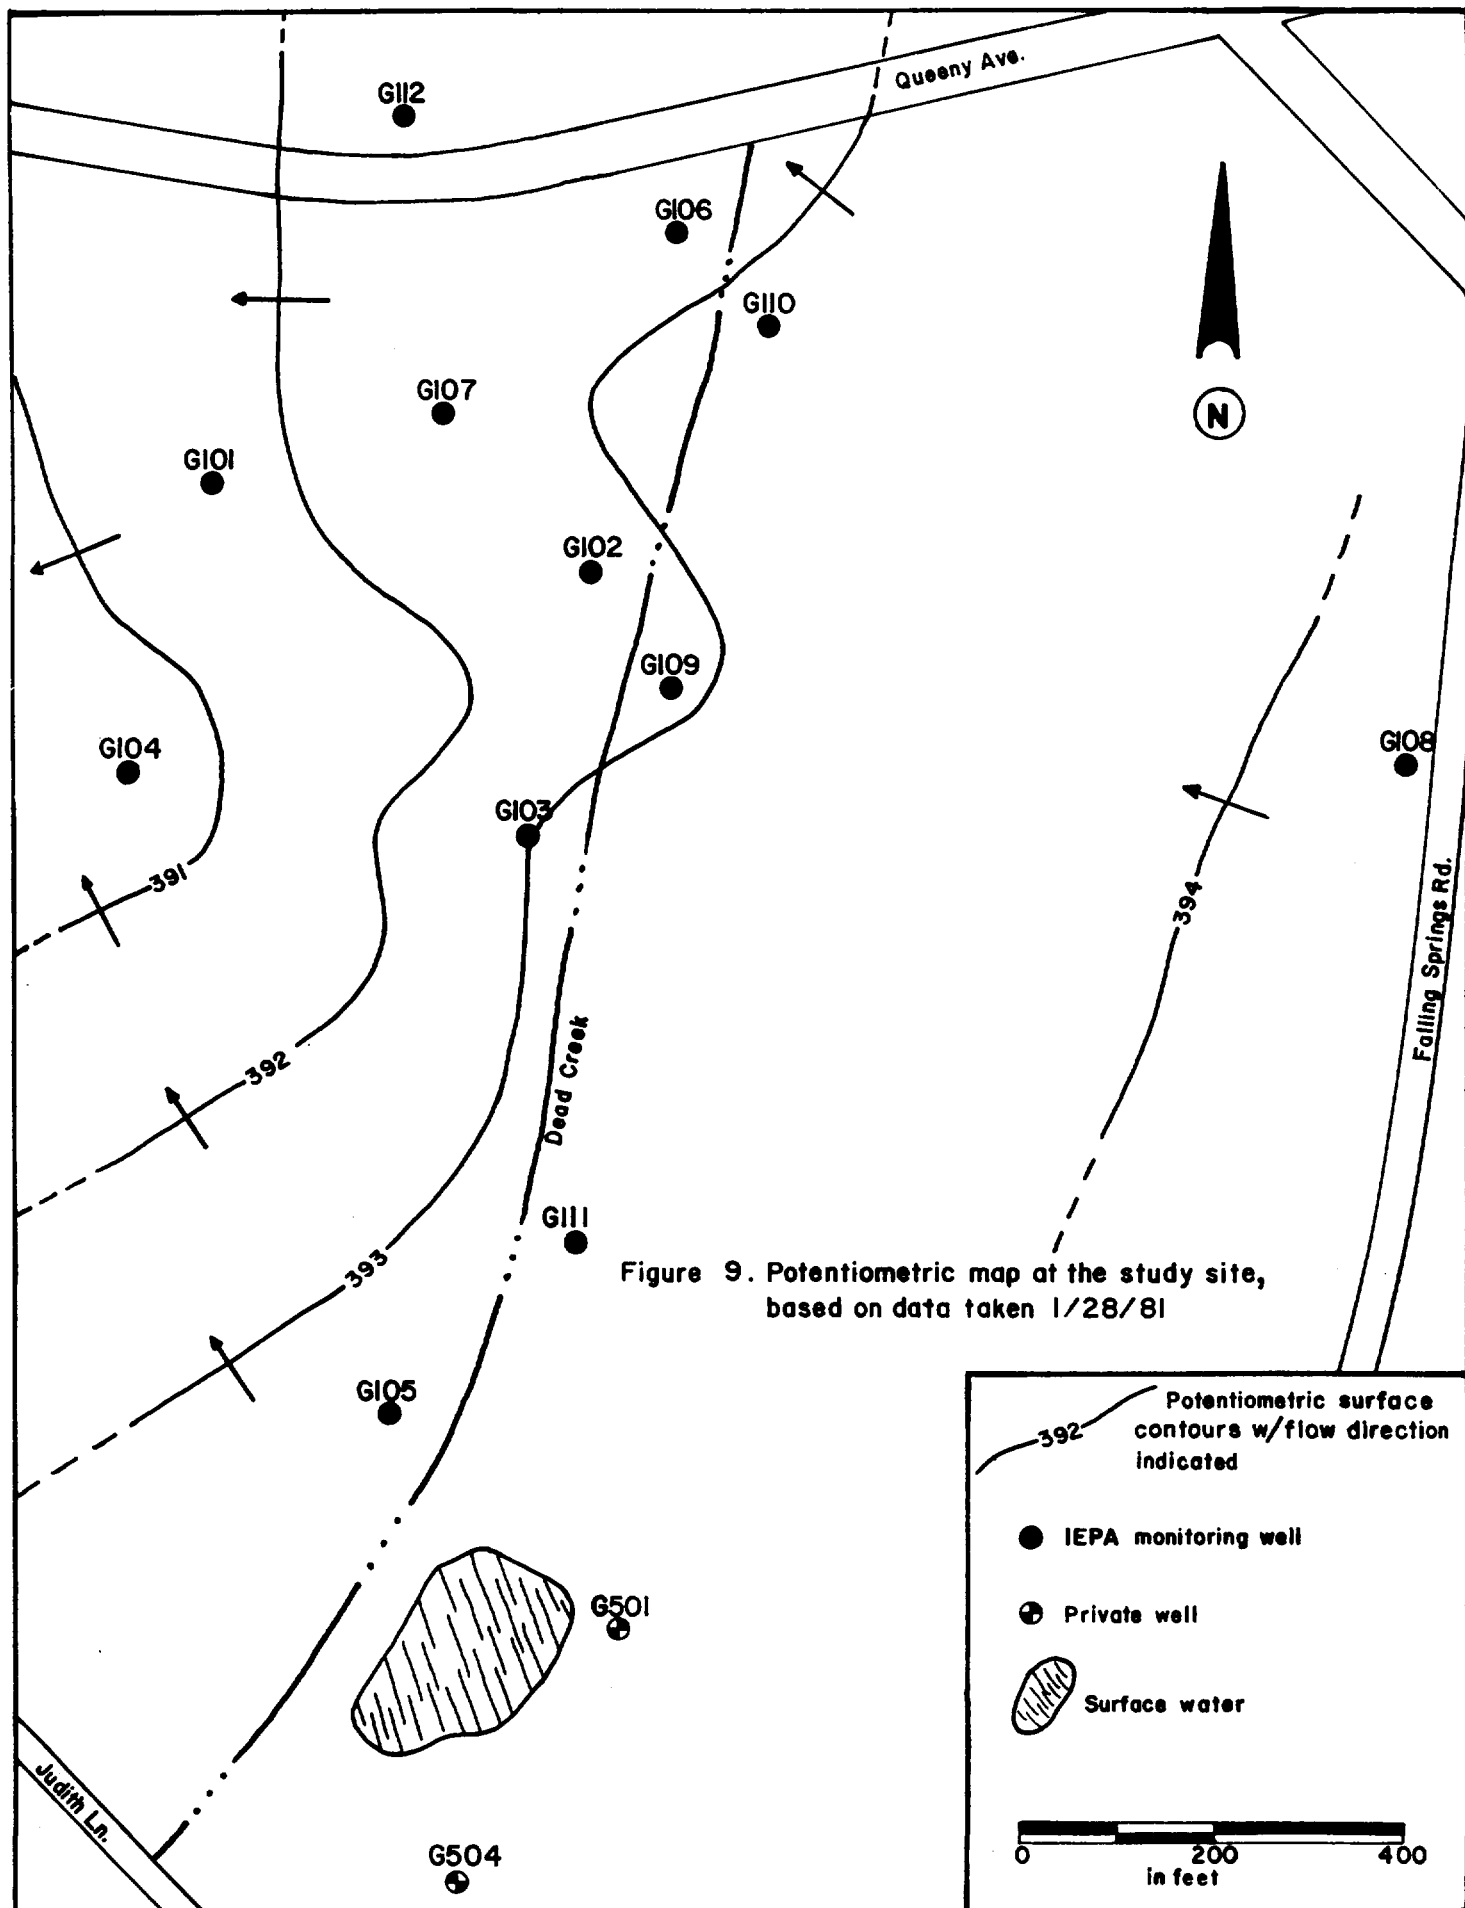 Queeny Ave.
G112
G106
G110
G107
G101
G102
G109
G104
G108
G103
391
394
Falling Springs Rd.
392
Dead Creek
G111
393
Figure 9. Potentiometric map at the study site,
based on data taken 1/28/81
G105
G501
Judith Ln.
G504
N
392
Potentiometric surface
contours w/flow direction
indicated
IEPA monitoring well
Private well
Surface water
0 200 400
in feet